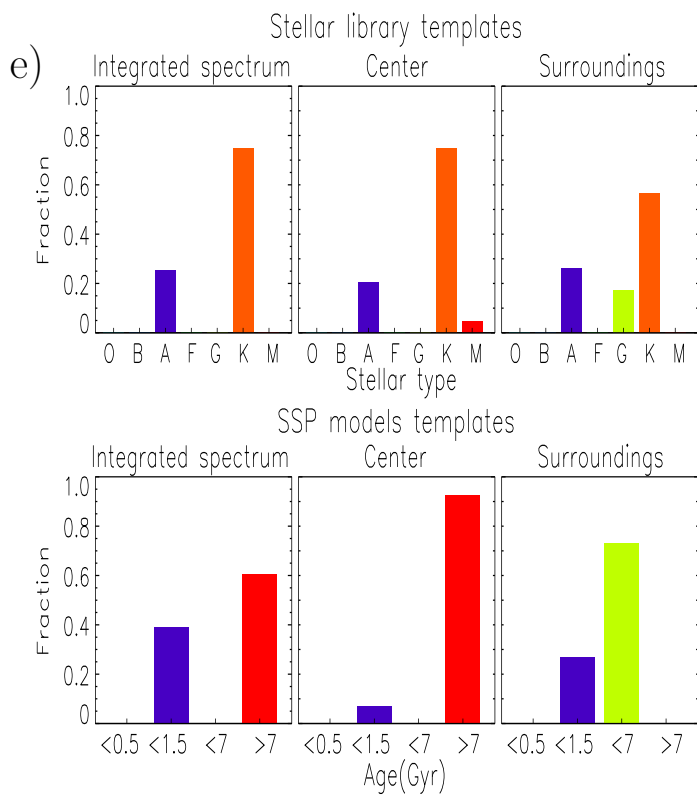 Stellar library templates
e)
Integrated spectrum Center Surroundings
1.0
0.8
0.6
0.4
0.2
0
Fraction
O B A F G K M O B A F G K M O B A F G K M
Stellar type
SSP models templates
Integrated spectrum Center Surroundings
1.0
0.8
0.6
0.4
0.2
0
Fraction
<0.5 <1.5 <7 >7 <0.5 <1.5 <7 >7 <0.5 <1.5 <7 >7
Age(Gyr)